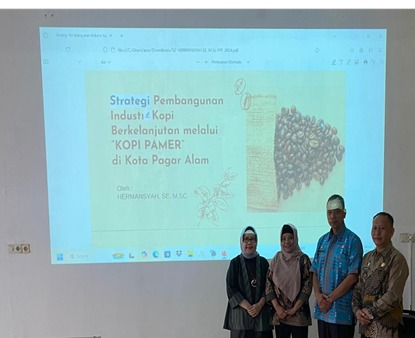 Strategi Pembangunan
Industri Kopi
Berkelanjutan melalui
"KOPI PAMER"
di Kota Pagar Alam
Oleh :
HERMANSYAH, SE, M.SC